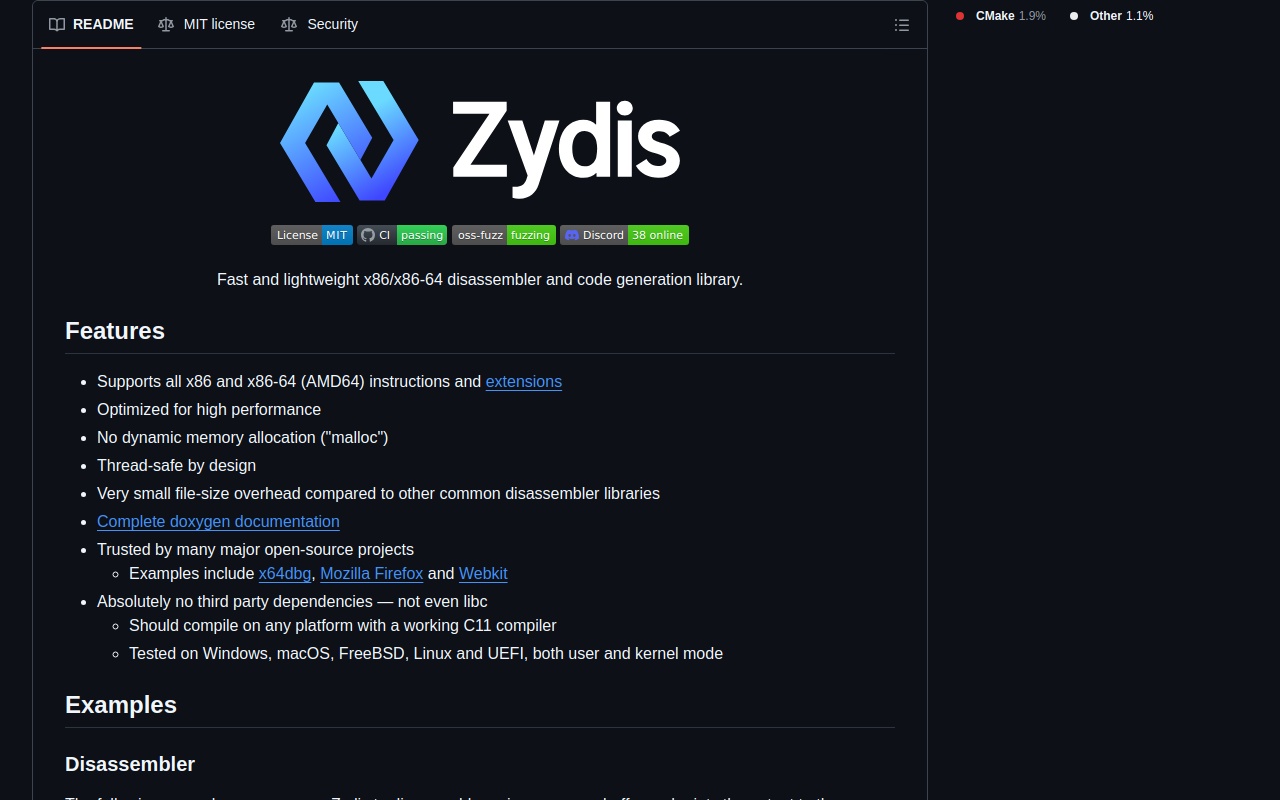 README MIT license Security
CMake 1.9% Other 1.1%
Zydis
License MIT CI passing oss-fuzz fuzzing Discord 38 online
Fast and lightweight x86/x86-64 disassembler and code generation library.
Features
Supports all x86 and x86-64 (AMD64) instructions and extensions
Optimized for high performance
No dynamic memory allocation ("malloc")
Thread-safe by design
Very small file-size overhead compared to other common disassembler libraries
Complete doxygen documentation
Trusted by many major open-source projects
Examples include x64dbg, Mozilla Firefox and Webkit
Absolutely no third party dependencies — not even libc
Should compile on any platform with a working C11 compiler
Tested on Windows, macOS, FreeBSD, Linux and UEFI, both user and kernel mode
Examples
Disassembler